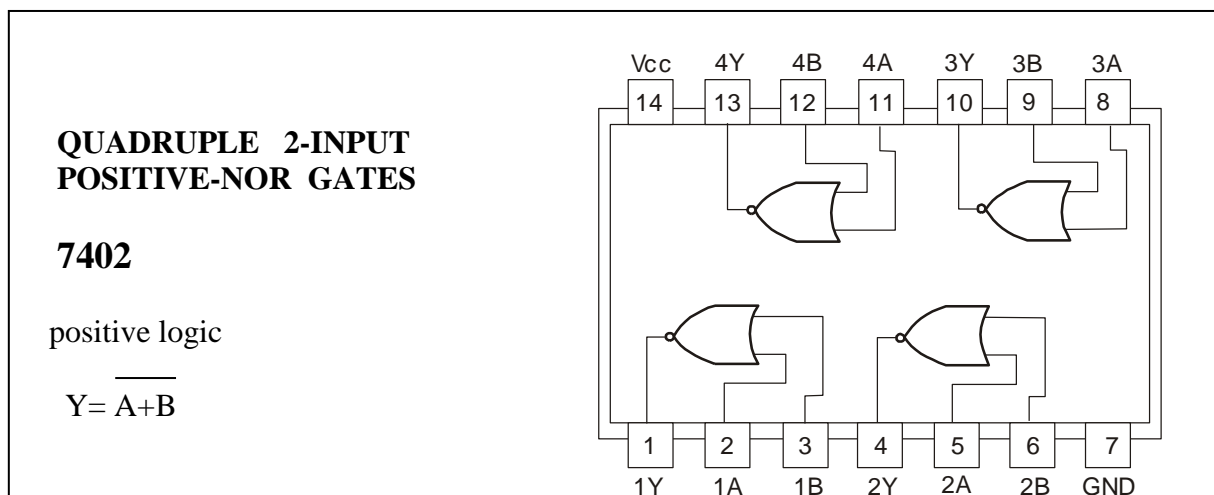 QUADRUPLE 2-INPUT
POSITIVE-NOR GATES
7402
positive logic
Y= A+B
Vcc 4Y 4B 4A 3Y 3B 3A
14 13 12 11 10 9 8
1 2 3 4 5 6 7
1Y 1A 1B 2Y 2A 2B GND